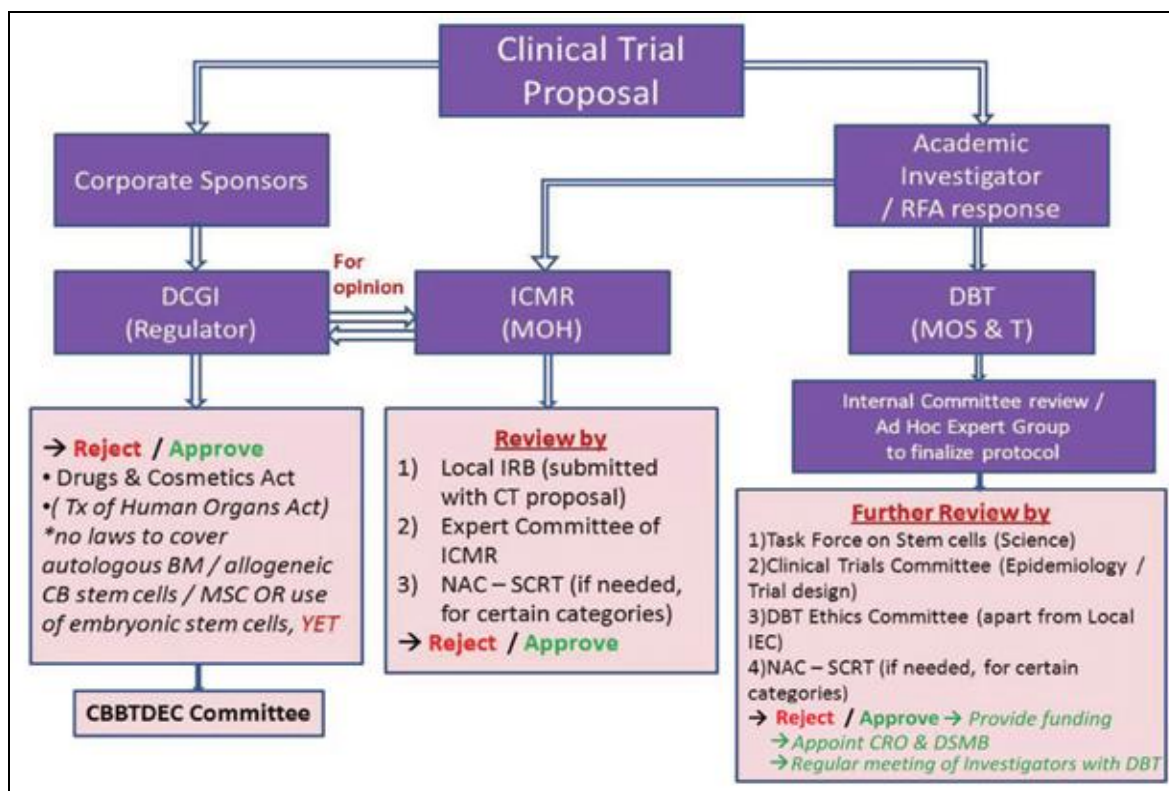 Clinical Trial
Proposal
Corporate Sponsors
Academic
Investigator
/ RFA response
For
opinion
DCGI
(Regulator)
ICMR
(MOH)
DBT
(MOS & T)
Internal Committee review /
Ad Hoc Expert Group
to finalize protocol
→ Reject / Approve
• Drugs & Cosmetics Act
•( Tx of Human Organs Act)
*no laws to cover
autologous BM / allogeneic
CB stem cells / MSC OR use
of embryonic stem cells, YET
CBBTDEC Committee
Review by
1) Local IRB (submitted
with CT proposal)
2) Expert Committee of
ICMR
3) NAC – SCRT (if needed,
for certain categories)
→ Reject / Approve
Further Review by
1)Task Force on Stem cells (Science)
2)Clinical Trials Committee (Epidemiology /
Trial design)
3)DBT Ethics Committee (apart from Local
IEC)
4)NAC – SCRT (if needed, for certain
categories)
→ Reject / Approve → Provide funding
→ Appoint CRO & DSMB
→ Regular meeting of Investigators with DBT